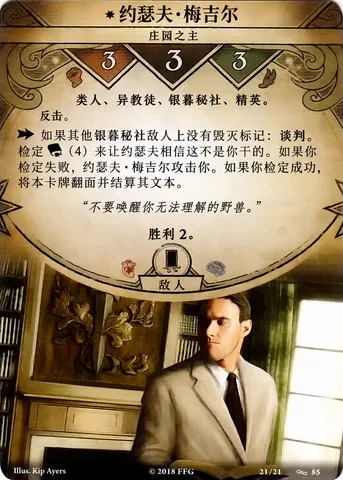 *约瑟夫·梅吉尔
庄园之主
3 3 3
类人、异教徒、银暮秘社、精英。
反击。
如果其他银暮秘社敌人上没有毁灭标记：谈判。
检定（4）来让约瑟夫相信这不是你干的。如果你
检定失败，约瑟夫·梅吉尔攻击你。如果你检定成功，
将本卡牌翻面并结算其文本。
“不要唤醒你无法理解的野兽。”
胜利 2。
敌人
Illus. Kip Ayers © 2018 FFG 21/21 85